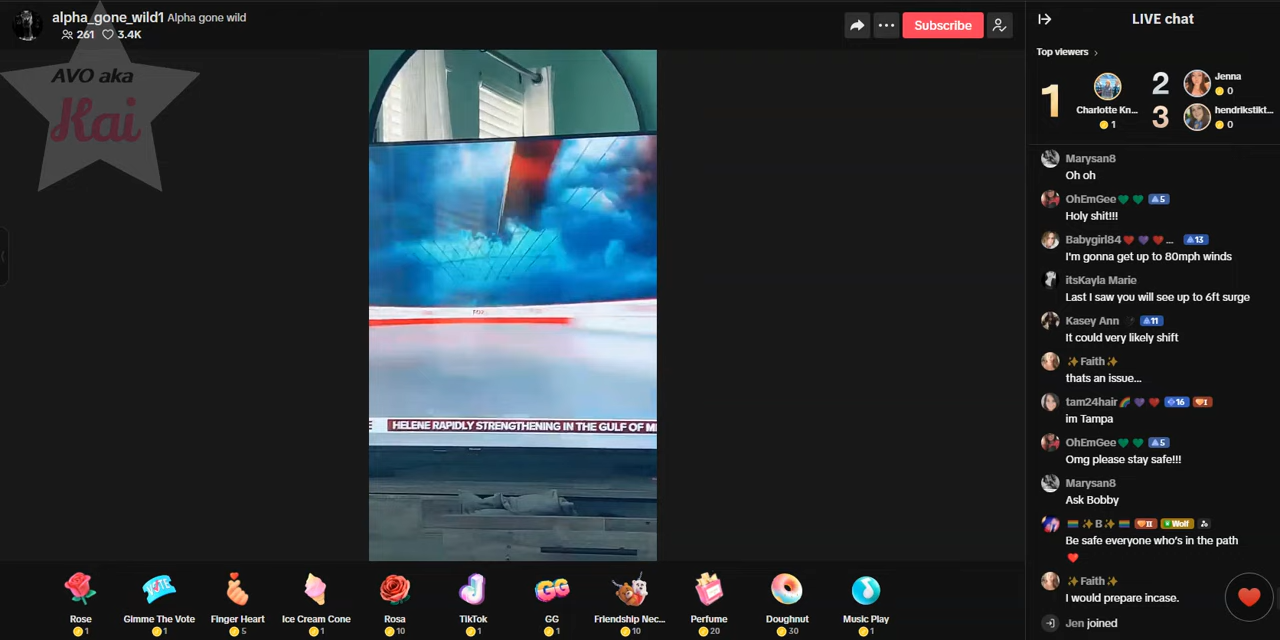 alpha_gone_wild1 Alpha gone wild
261 3.4K
Subscribe
AVO aka
Kai
HELENE RAPIDLY STRENGTHENING IN THE GULF OF M
LIVE chat
Top viewers
1
Charlotte Kn...
1
2
Jenna
0
3
hendrikstikt...
0
Marysan8
Oh oh
OhEmGee💚 💚 5
Holy shit!!!
Babygirl84❤️ 💜 ❤️ ... 13
I'm gonna get up to 80mph winds
itsKayla Marie
Last I saw you will see up to 6ft surge
Kasey Ann 🖤 11
It could very likely shift
✨Faith✨
thats an issue...
tam24hair🌈 💜 ❤️ 16 I
im Tampa
OhEmGee💚 💚 5
Omg please stay safe!!!
Marysan8
Ask Bobby
✨B✨ II Wolf
Be safe everyone who's in the path
❤️
✨Faith✨
I would prepare incase.
Jen joined
Rose
1
VOTE
GImme The Vote
1
Finger Heart
5
Ice Cream Cone
1
Rosa
10
TikTok
1
GG
GG
1
Friendship Nec...
10
Perfume
20
Doughnut
30
Music Play
1